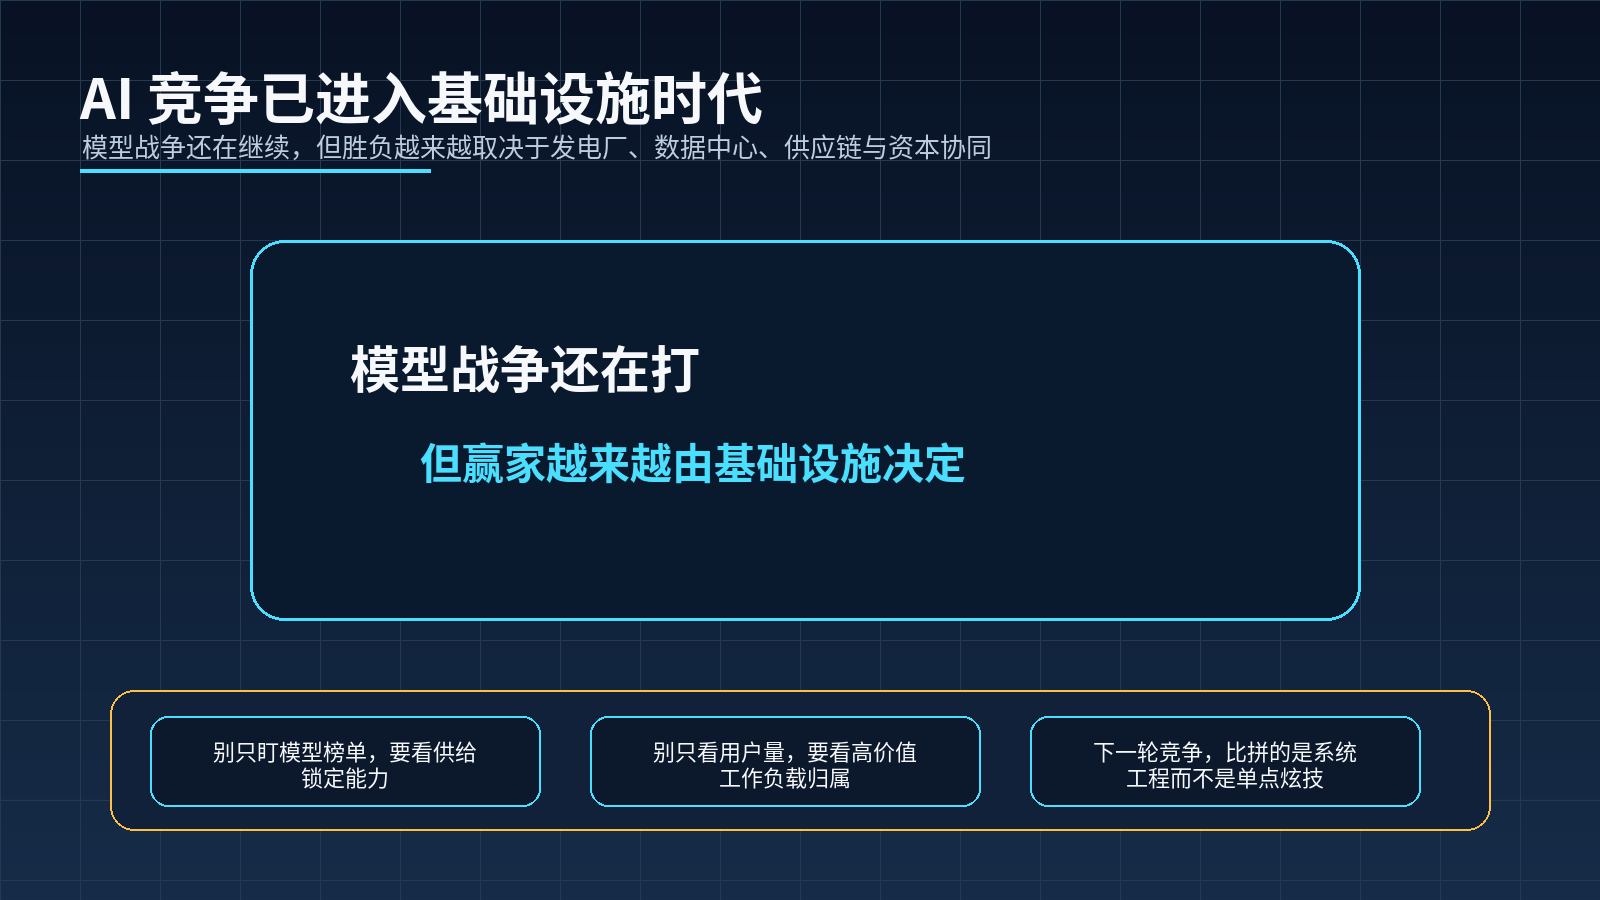 AI 竞争已进入基础设施时代
模型战争还在继续，但胜负越来越取决于发电厂、数据中心、供应链与资本协同
模型战争还在打
但赢家越来越由基础设施决定
别只盯模型榜单，要看供给
锁定能力
别只看用户量，要看高价值
工作负载归属
下一轮竞争，比拼的是系统
工程而不是单点炫技